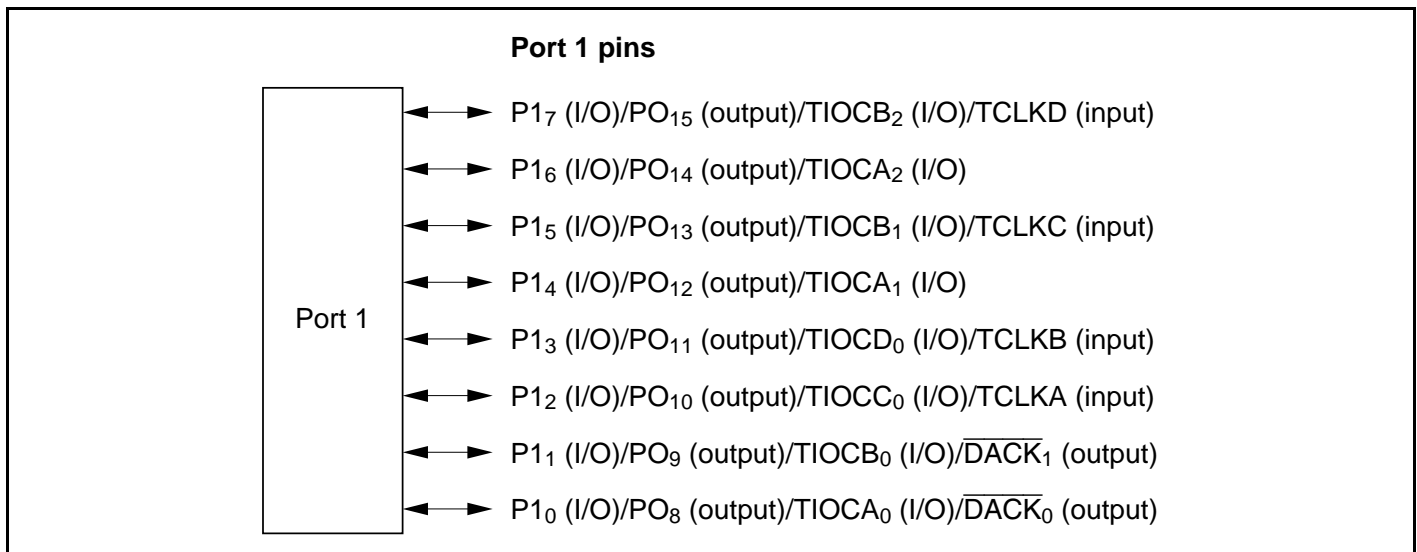 Port 1 pins
P1₇ (I/O)/PO₁₅ (output)/TIOCB₂ (I/O)/TCLKD (input)
P1₆ (I/O)/PO₁₄ (output)/TIOCA₂ (I/O)
P1₅ (I/O)/PO₁₃ (output)/TIOCB₁ (I/O)/TCLKC (input)
P1₄ (I/O)/PO₁₂ (output)/TIOCA₁ (I/O)
Port 1
P1₃ (I/O)/PO₁₁ (output)/TIOCD₀ (I/O)/TCLKB (input)
P1₂ (I/O)/PO₁₀ (output)/TIOCC₀ (I/O)/TCLKA (input)
P1₁ (I/O)/PO₉ (output)/TIOCB₀ (I/O)/D̅A̅C̅K̅₁ (output)
P1₀ (I/O)/PO₈ (output)/TIOCA₀ (I/O)/D̅A̅C̅K̅₀ (output)